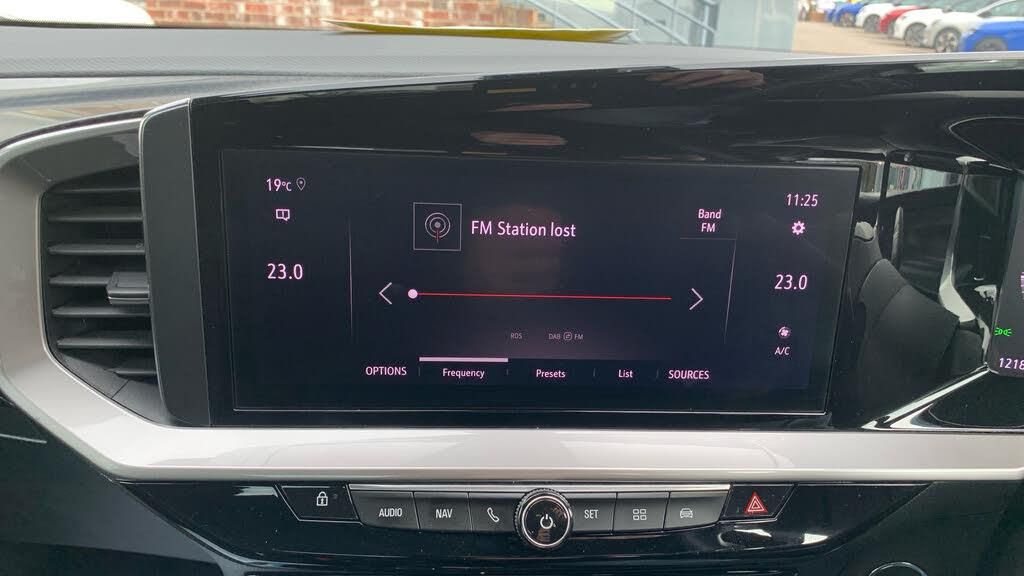 19°C
11:25
FM Station lost
Band
FM
23.0
23.0
RDS
DAB FM
A/C
OPTIONS
Frequency
Presets
List
SOURCES
AUDIO
NAV
SET